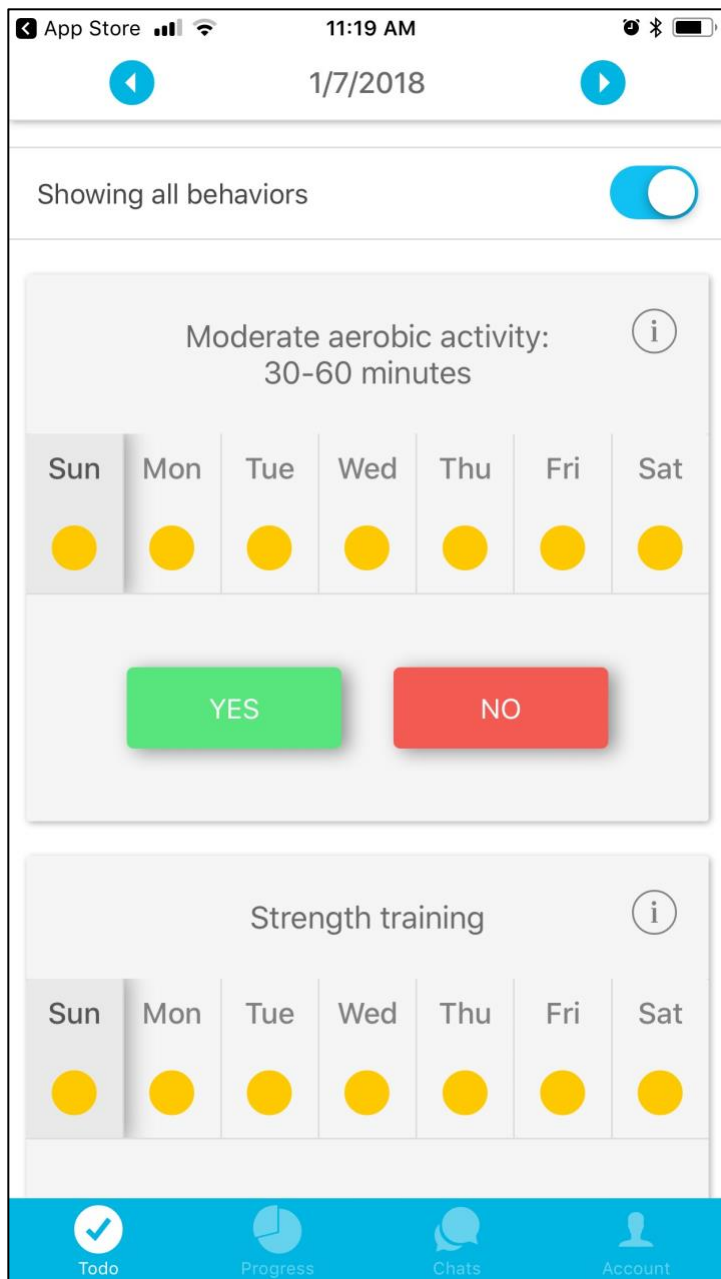 App Store 11:19 AM
1/7/2018
Showing all behaviors
Moderate aerobic activity:
30-60 minutes
i
Sun Mon Tue Wed Thu Fri Sat
YES NO
Strength training
i
Sun Mon Tue Wed Thu Fri Sat
Todo Progress Chats Account